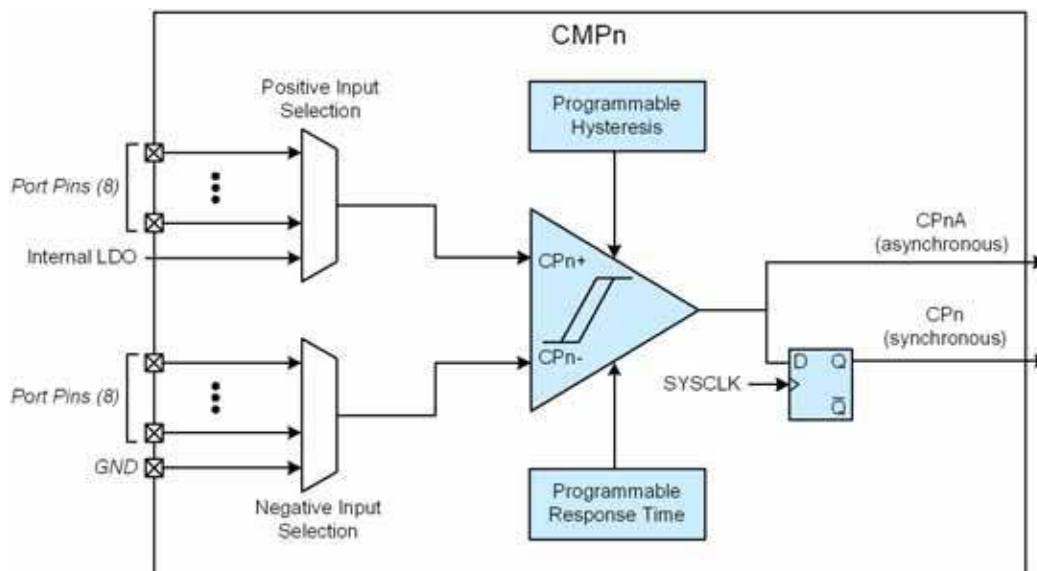 CMPn
Positive Input
Selection
Programmable
Hysteresis
Port Pins (8)
Internal LDO
CPn+
CPn-
CPnA
(asynchronous)
CPn
(synchronous)
Port Pins (8)
SYSCLK
D Q
Q̅
GND
Negative Input
Selection
Programmable
Response Time